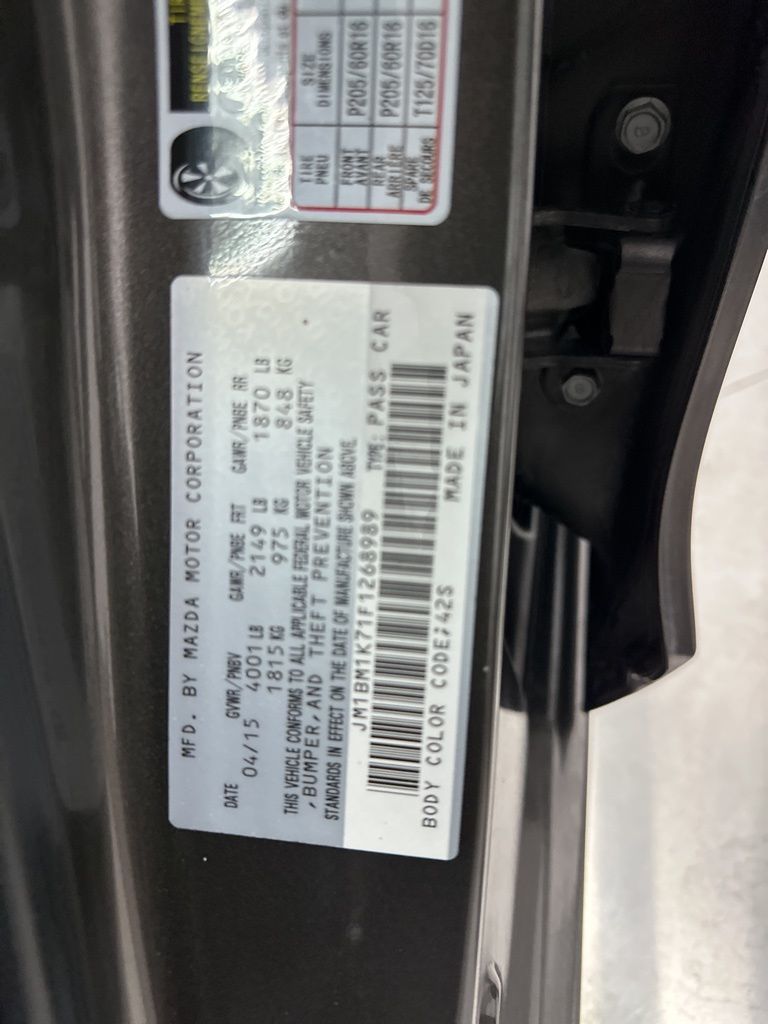 TIRE SIZE
PNEU DIMENSIONS
FRONT
AVANT P205/60R16
REAR
ARRIÈRE P205/60R16
SPARE
DE SECOURS T125/70D16
MFD. BY MAZDA MOTOR CORPORATION
DATE GVWR/PNBV GAWR/PNBE FRT GAWR/PNBE RR
04/15 4001 LB 2149 LB 1870 LB
1815 KG 975 KG 848 KG
THIS VEHICLE CONFORMS TO ALL APPLICABLE FEDERAL MOTOR VEHICLE SAFETY
,BUMPER,AND THEFT PREVENTION
STANDARDS IN EFFECT ON THE DATE OF MANUFACTURE SHOWN ABOVE.
JM1BM1K71F1268989 TYPE: PASS CAR
BODY COLOR CODE;42S MADE IN JAPAN